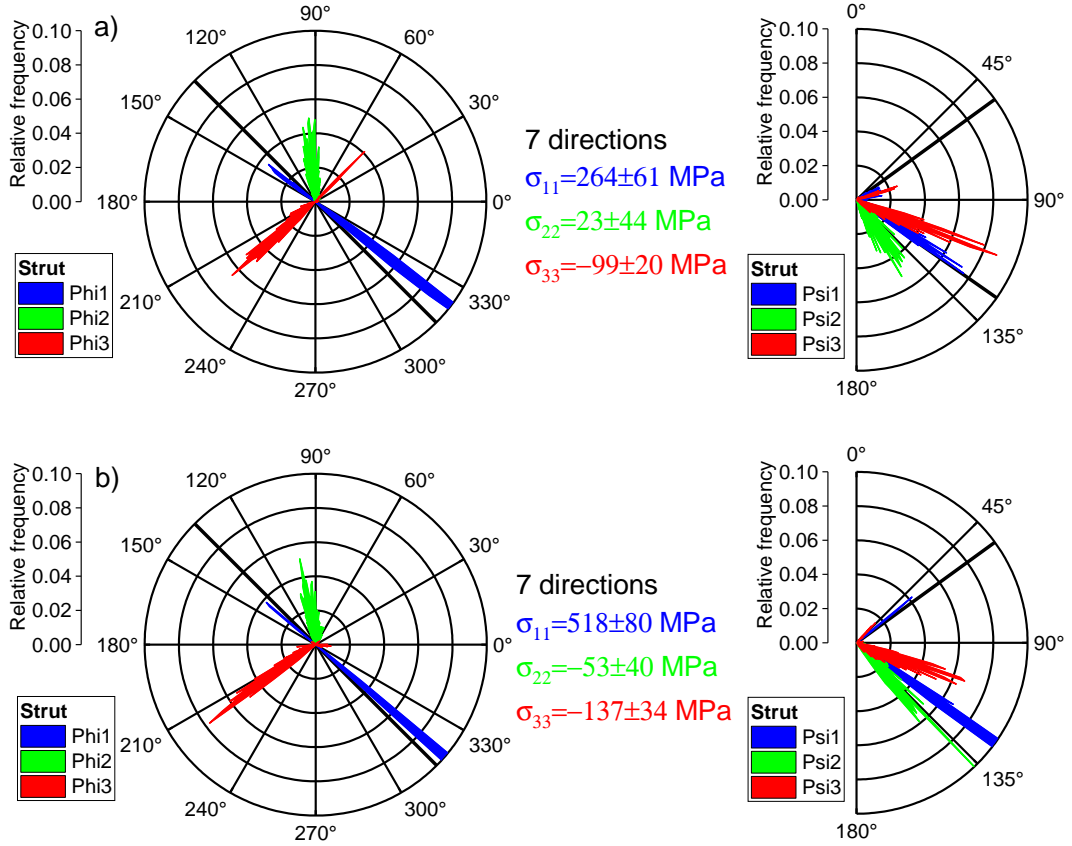 a)
Relative frequency
0.10
0.08
0.06
0.04
0.02
0.00
90°
120°
60°
150°
30°
180°
0°
210°
330°
240°
300°
270°
Strut
Phi1
Phi2
Phi3
7 directions
σ11=264±61 MPa
σ22=23±44 MPa
σ33=−99±20 MPa
Relative frequency
0.10
0.08
0.06
0.04
0.02
0.00
0°
45°
90°
135°
180°
Strut
Psi1
Psi2
Psi3
b)
Relative frequency
0.10
0.08
0.06
0.04
0.02
0.00
90°
120°
60°
150°
30°
180°
0°
210°
330°
240°
300°
270°
Strut
Phi1
Phi2
Phi3
7 directions
σ11=518±80 MPa
σ22=−53±40 MPa
σ33=−137±34 MPa
Relative frequency
0.10
0.08
0.06
0.04
0.02
0.00
0°
45°
90°
135°
180°
Strut
Psi1
Psi2
Psi3